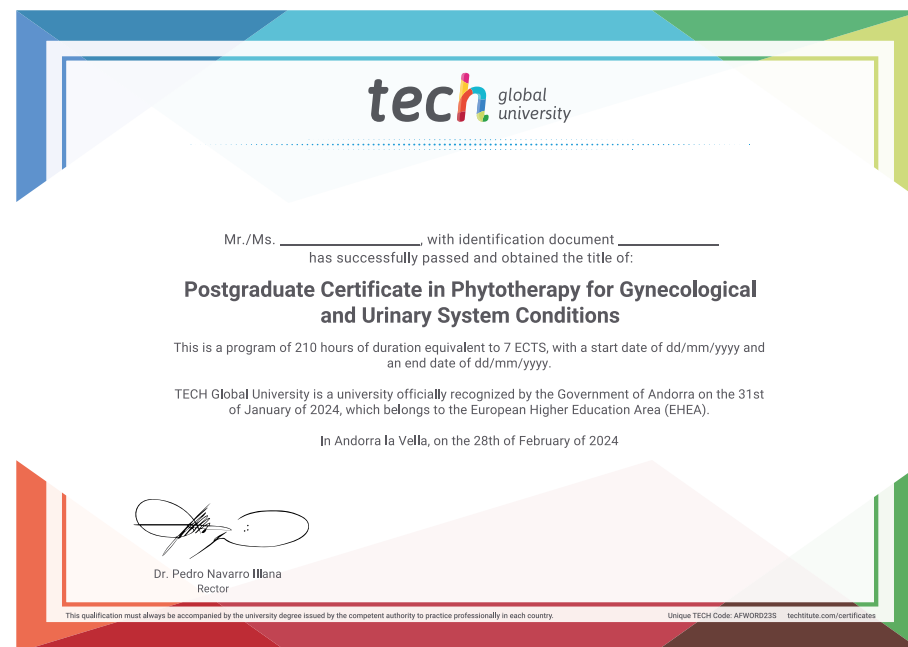 tech global
university
Mr./Ms. ____________, with identification document ____________
has successfully passed and obtained the title of:
Postgraduate Certificate in Phytotherapy for Gynecological
and Urinary System Conditions
This is a program of 210 hours of duration equivalent to 7 ECTS, with a start date of dd/mm/yyyy and
an end date of dd/mm/yyyy.
TECH Global University is a university officially recognized by the Government of Andorra on the 31st
of January of 2024, which belongs to the European Higher Education Area (EHEA).
In Andorra la Vella, on the 28th of February of 2024
Dr. Pedro Navarro Illana
Rector
This qualification must always be accompanied by the university degree issued by the competent authority to practice professionally in each country.
Unique TECH Code: AFWORD23S techtitute.com/certificates